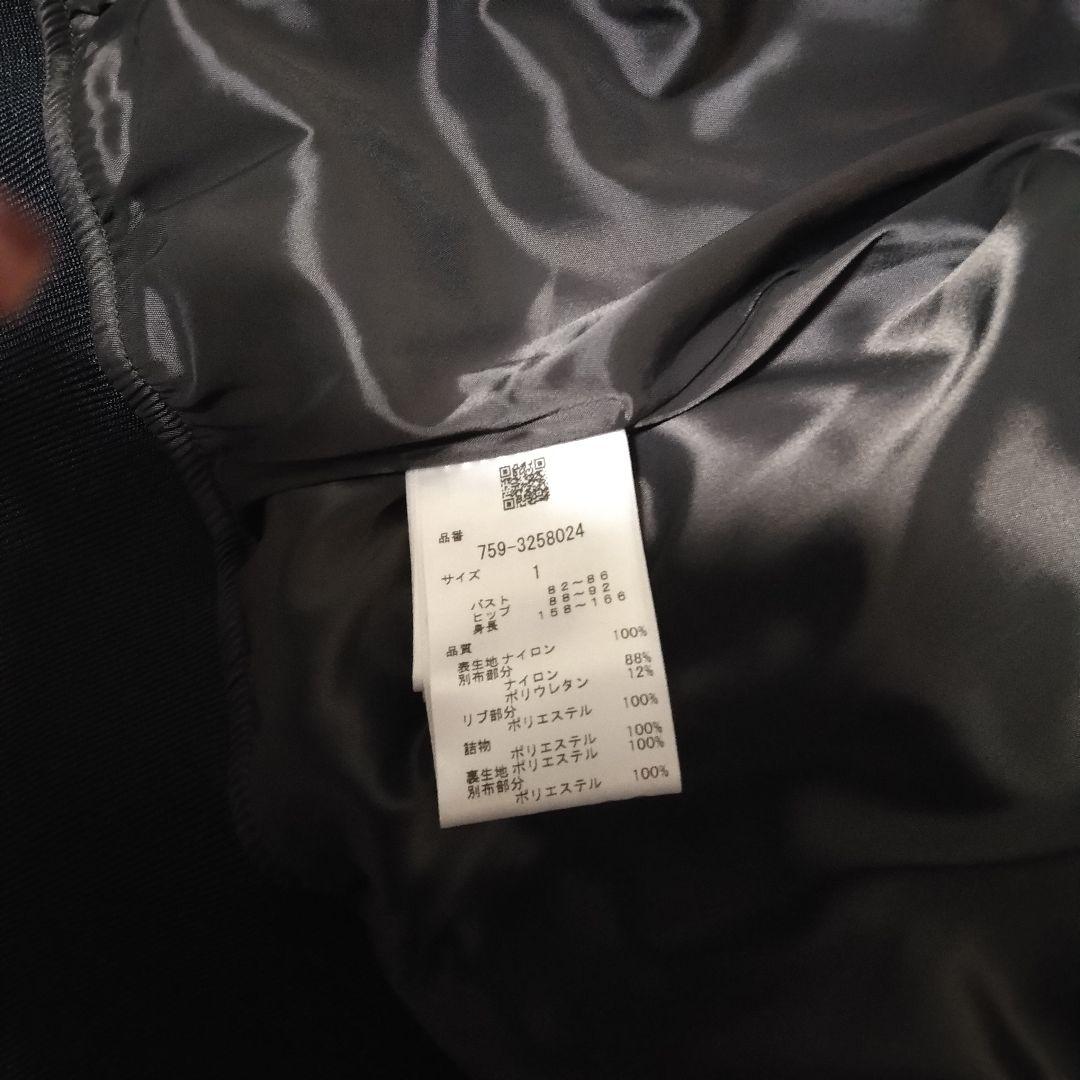 品番 759-3258024
サイズ 1
バスト 82～86
ヒップ 88～92
身長 158～166
品質
表生地 ナイロン 100%
別布部分
ナイロン 88%
ポリウレタン 12%
リブ部分
ポリエステル 100%
詰物 ポリエステル 100%
裏生地 ポリエステル 100%
別布部分
ポリエステル 100%